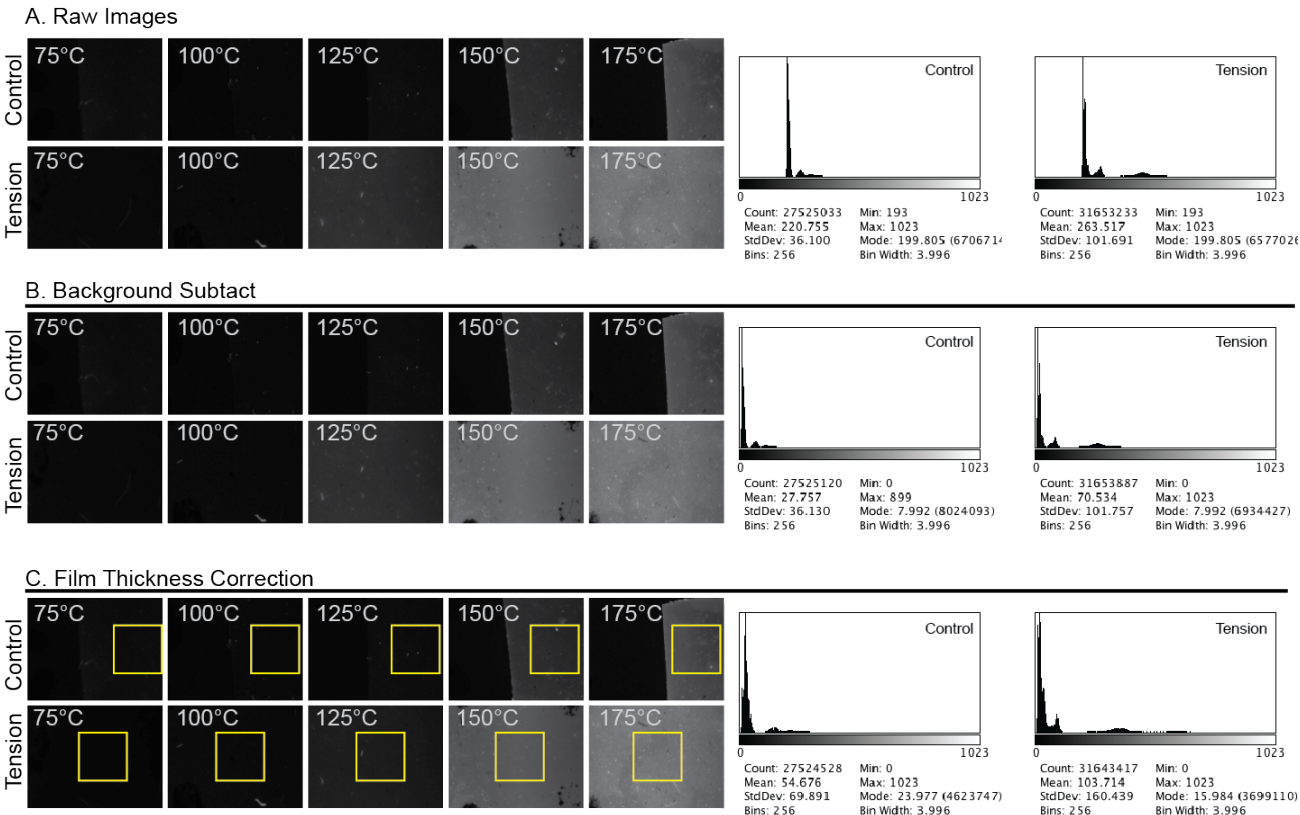 A. Raw Images
Control
75°C 100°C 125°C 150°C 175°C
Tension
75°C 100°C 125°C 150°C 175°C
Control
0 1023
Count: 27525033 Min: 193
Mean: 220.755 Max: 1023
StdDev: 36.100 Mode: 199.805 (6706714
Bins: 256 Bin Width: 3.996
Tension
0 1023
Count: 31653233 Min: 193
Mean: 263.517 Max: 1023
StdDev: 101.691 Mode: 199.805 (6577026
Bins: 256 Bin Width: 3.996
B. Background Subtact
Control
75°C 100°C 125°C 150°C 175°C
Tension
75°C 100°C 125°C 150°C 175°C
Control
0 1023
Count: 27525120 Min: 0
Mean: 27.757 Max: 899
StdDev: 36.130 Mode: 7.992 (8024093)
Bins: 256 Bin Width: 3.996
Tension
0 1023
Count: 31653887 Min: 0
Mean: 70.534 Max: 1023
StdDev: 101.757 Mode: 7.992 (6934427)
Bins: 256 Bin Width: 3.996
C. Film Thickness Correction
Control
75°C 100°C 125°C 150°C 175°C
Tension
75°C 100°C 125°C 150°C 175°C
Control
0 1023
Count: 27524528 Min: 0
Mean: 54.676 Max: 1023
StdDev: 69.891 Mode: 23.977 (4623747)
Bins: 256 Bin Width: 3.996
Tension
0 1023
Count: 31643417 Min: 0
Mean: 103.714 Max: 1023
StdDev: 160.439 Mode: 15.984 (3699110)
Bins: 256 Bin Width: 3.996